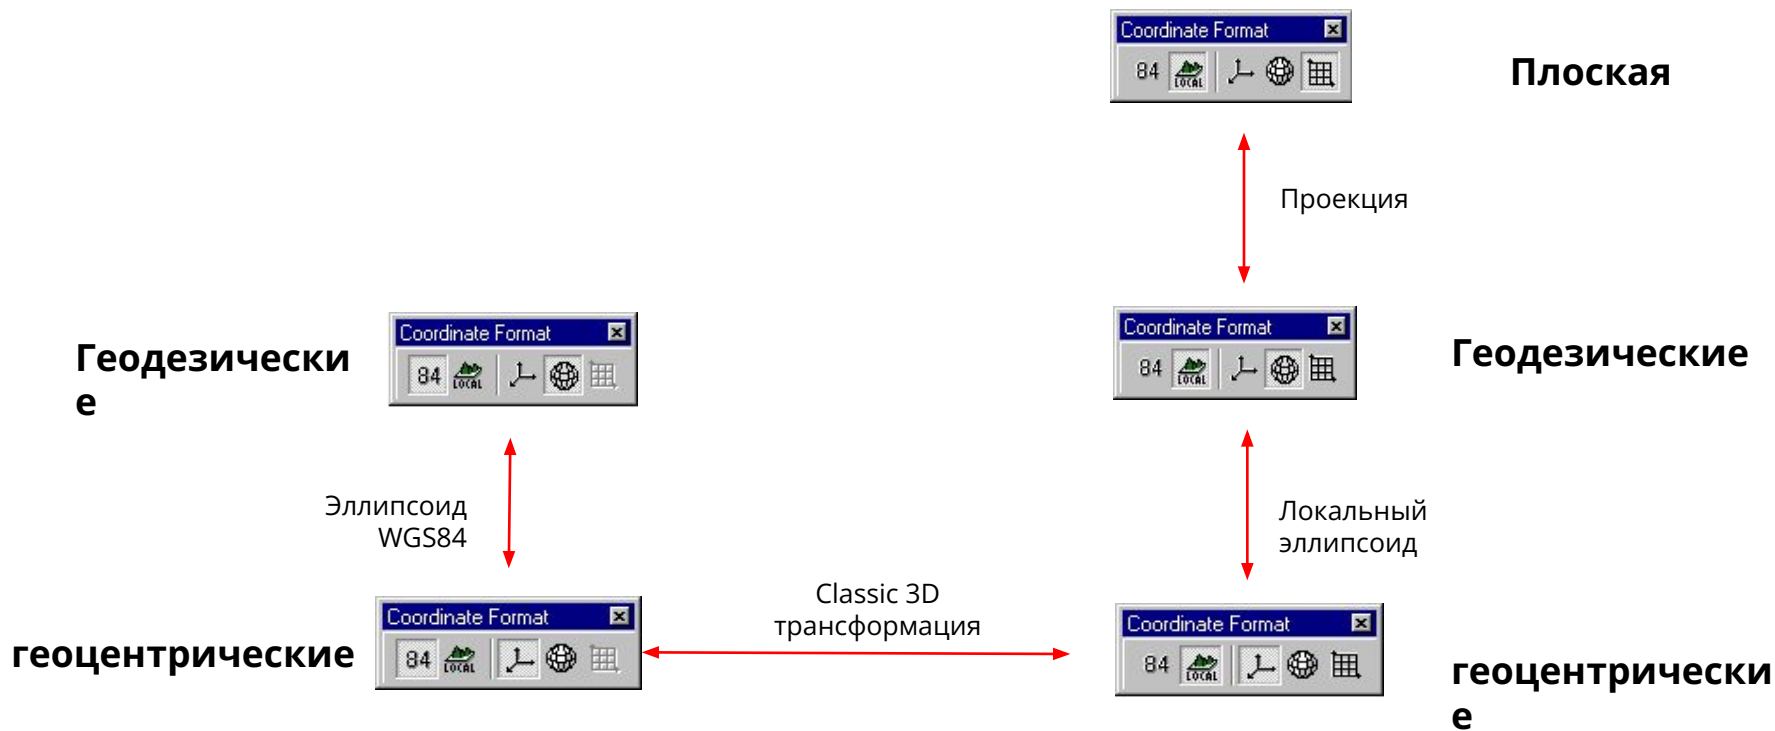 Coordinate Format
84 LOCAL
Плоская
Проекция
Coordinate Format
84 LOCAL
Геодезически
е
Coordinate Format
84 LOCAL
Геодезические
Эллипсоид
WGS84
Локальный
эллипсоид
Classic 3D
трансформация
геоцентрические
Coordinate Format
84 LOCAL
Coordinate Format
84 LOCAL
геоцентрически
е